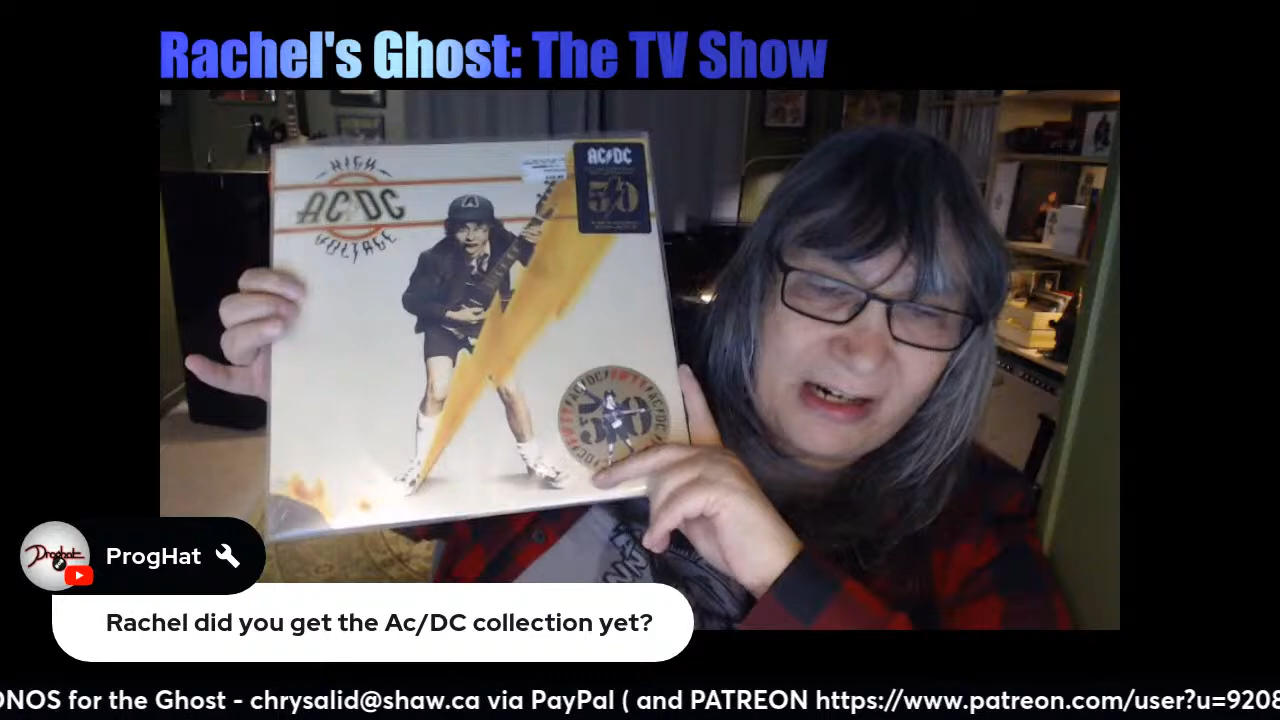 Rachel's Ghost: The TV Show
HIGH
AC/DC
VOLTAGE
A
AC/DC
50
50
ProgHat
Rachel did you get the Ac/DC collection yet?
ONOS for the Ghost - chrysalid@shaw.ca via PayPal ( and PATREON https://www.patreon.com/user?u=9208